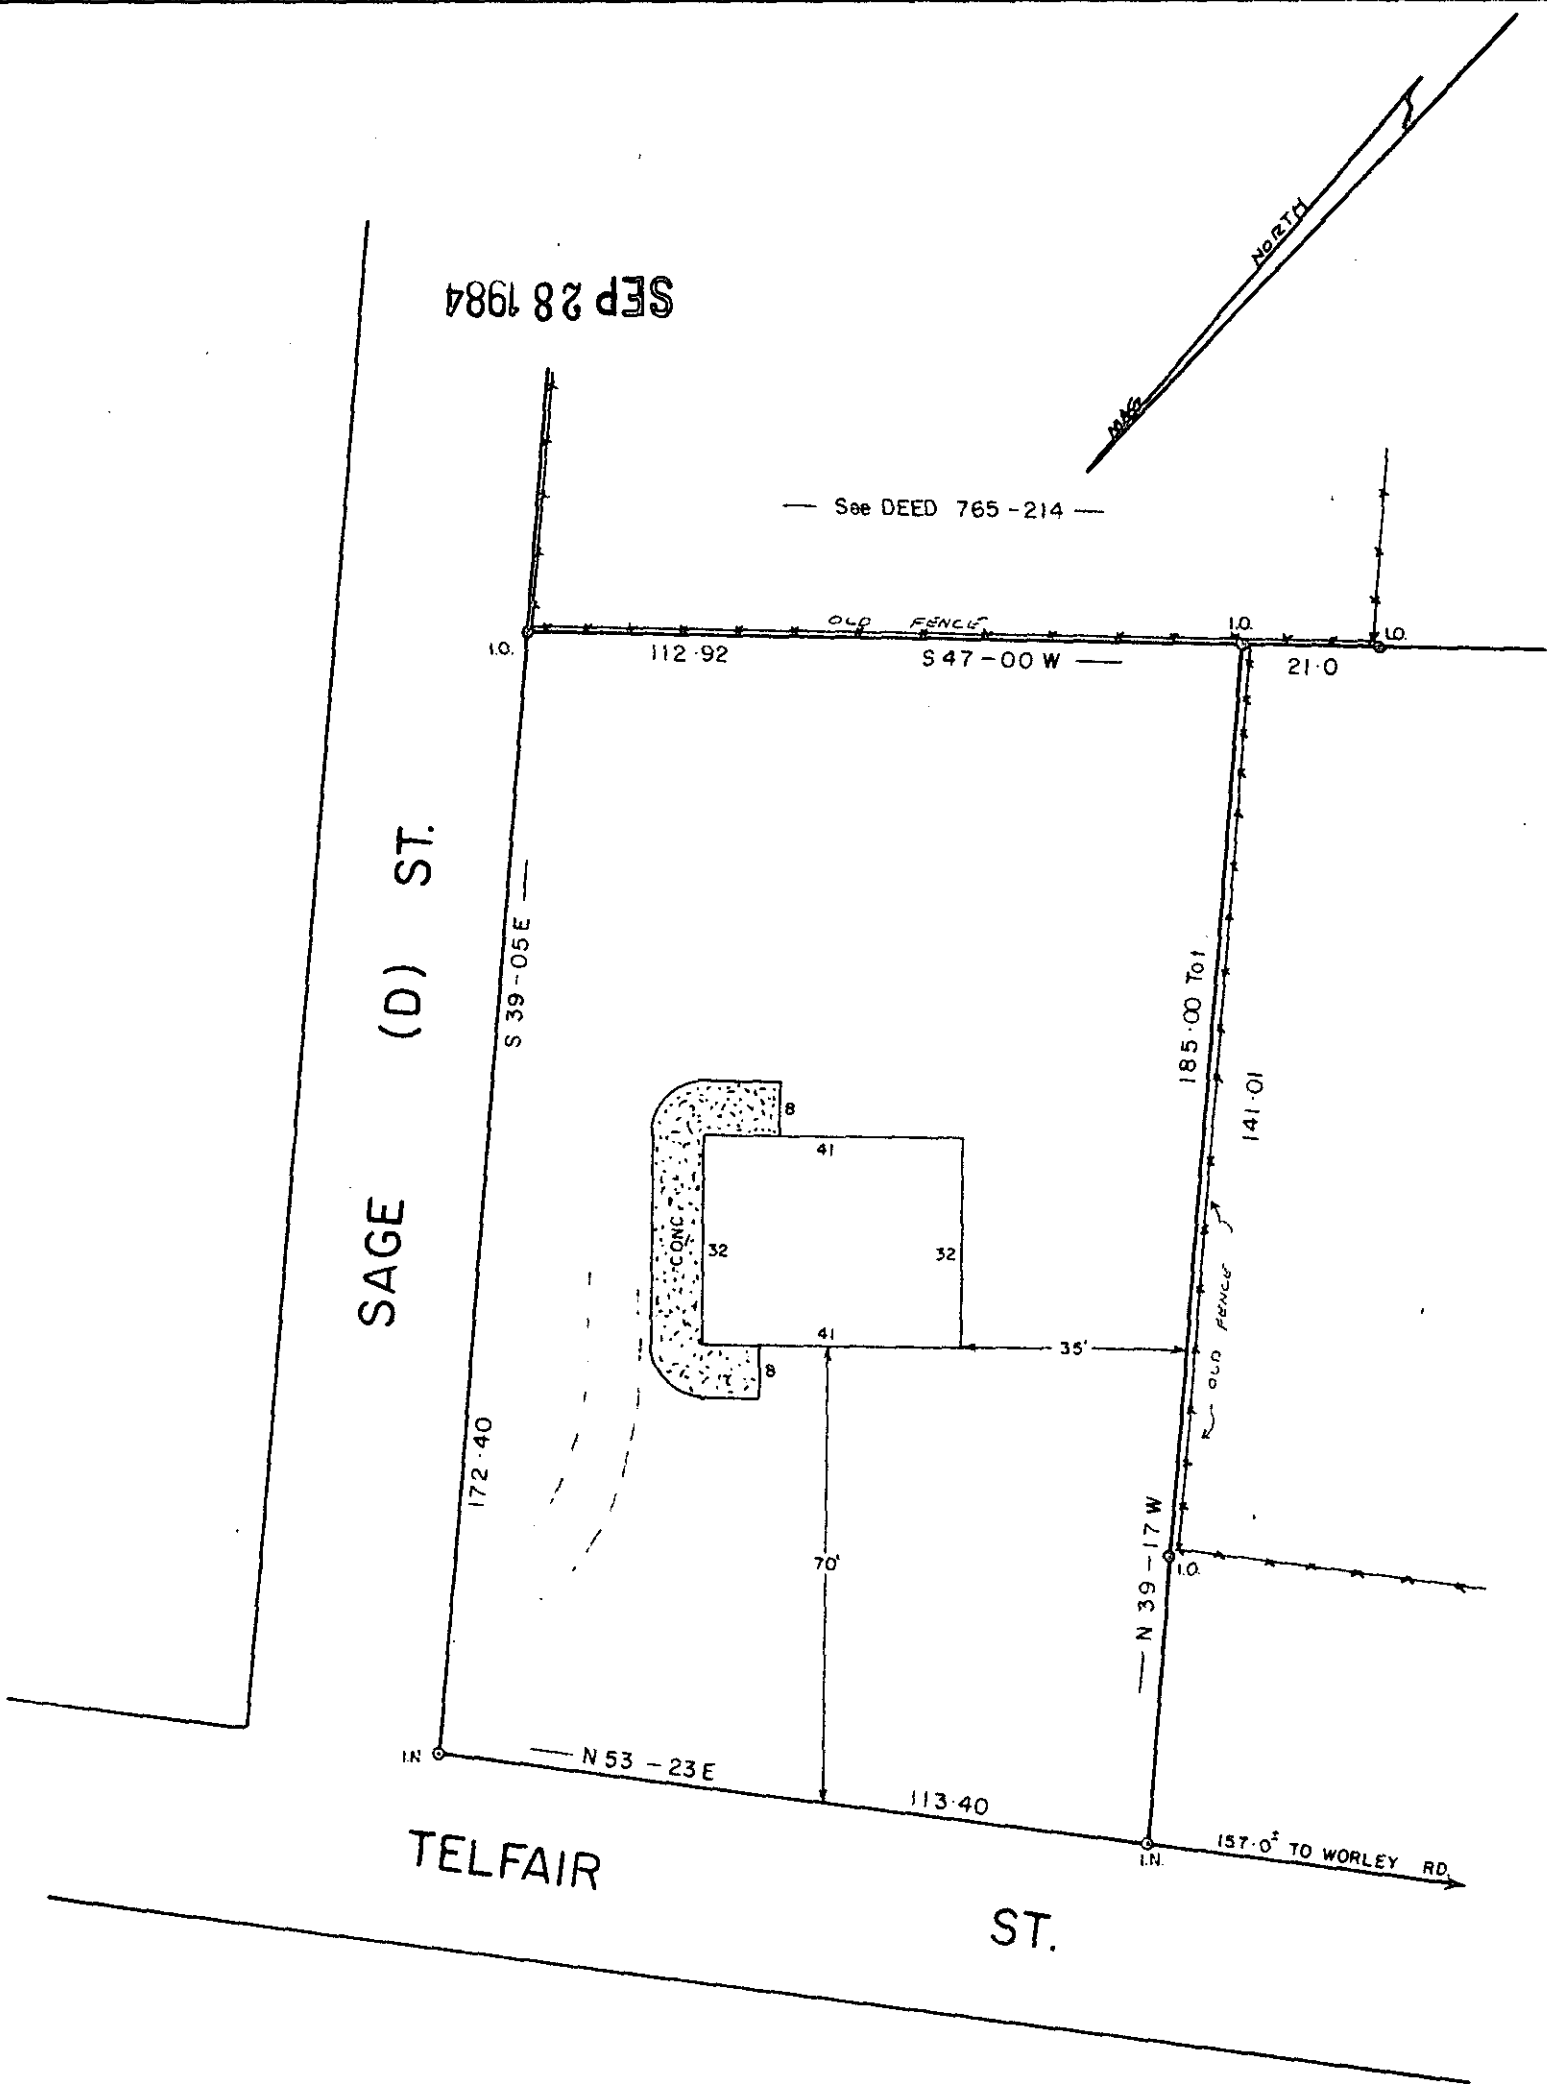 SEP 28 1984
NORTH
MAG
— See DEED 765-214 —
OLD FENCE
I.O.
I.O.
I.O.
112.92
S 47-00 W —
21.0
SAGE (D) ST.
S 39-05 E —
172.40
185.00 Tot
141.01
8
41
CONC.
32
32
41
8
35'
← OLD FENCE →
70'
— N 39-17 W
I.O.
I.N
— N 53-23 E
113.40
I.N.
157.0± TO WORLEY RD.
TELFAIR ST.